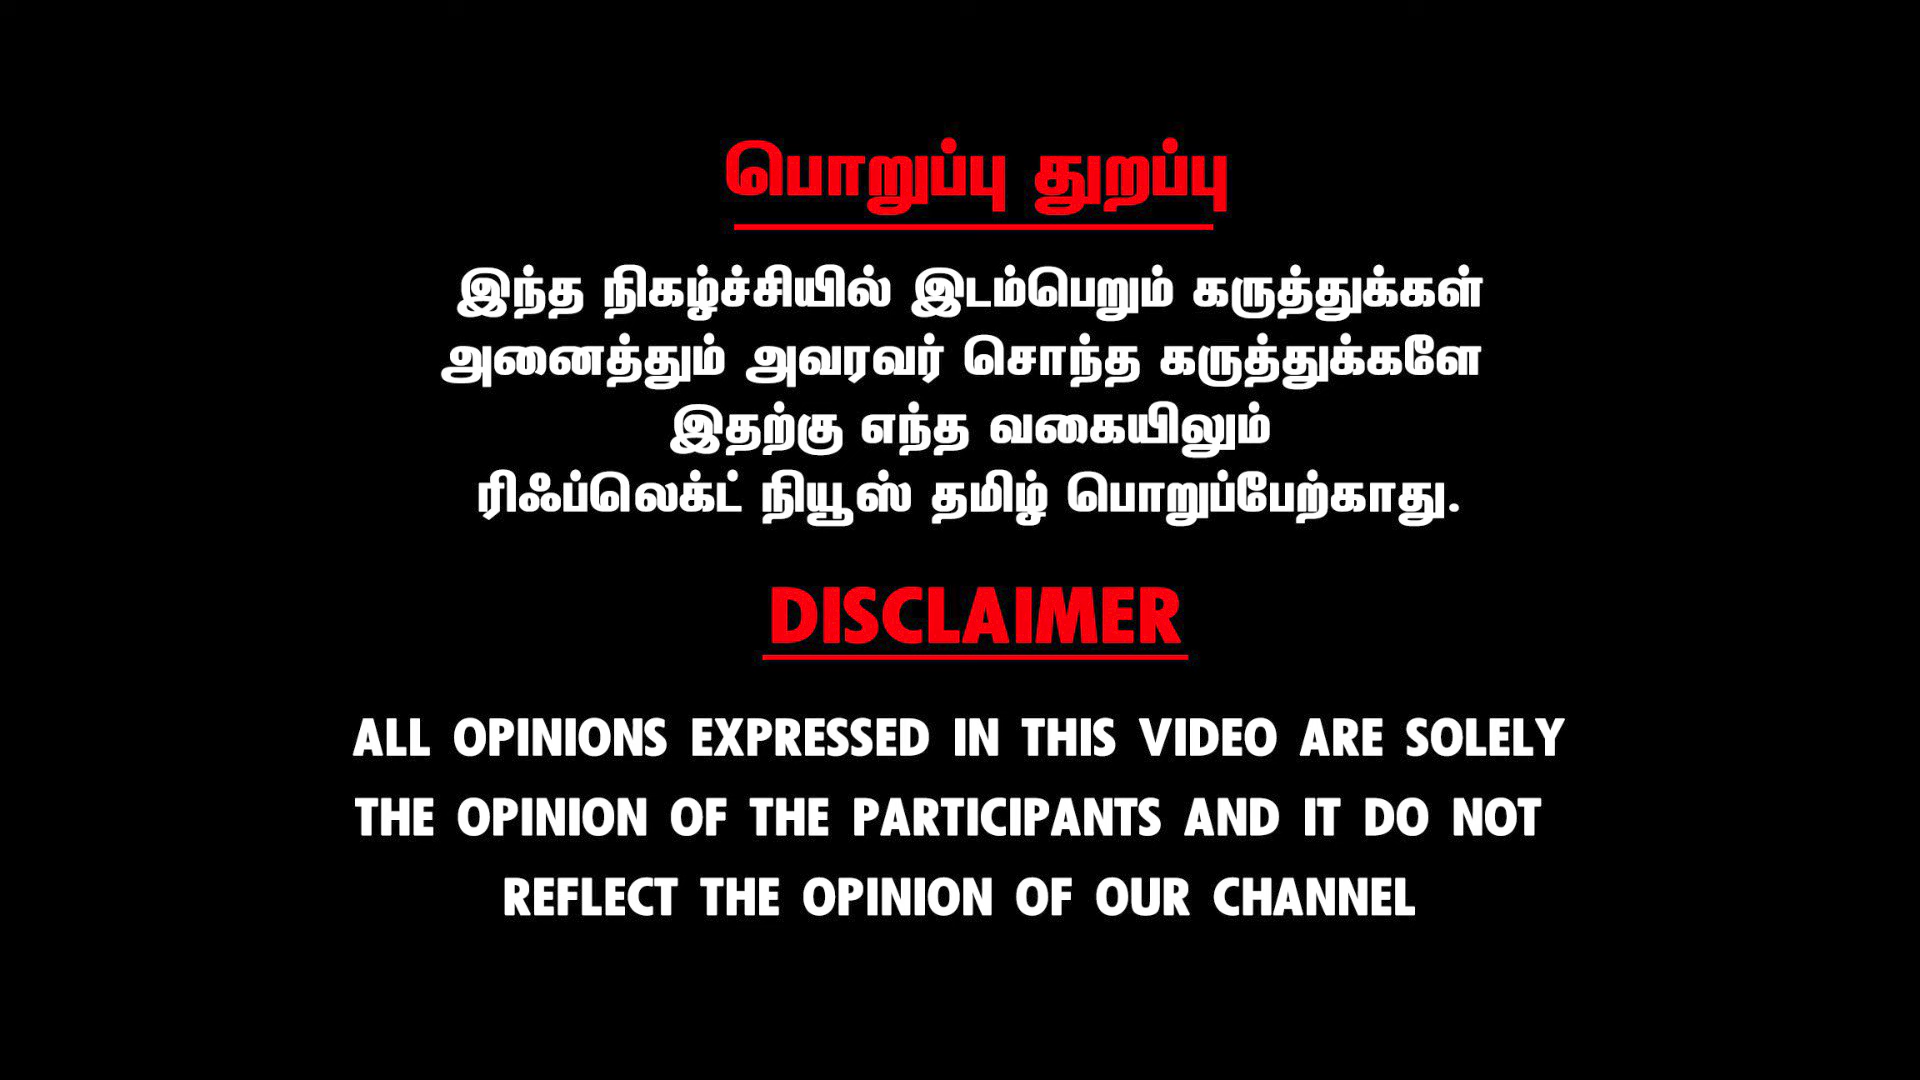 பொறுப்பு துறப்பு
இந்த நிகழ்ச்சியில் இடம்பெறும் கருத்துக்கள்
அனைத்தும் அவரவர் சொந்த கருத்துக்களே
இதற்கு எந்த வகையிலும்
ரிஃப்லெக்ட் நியூஸ் தமிழ் பொறுப்பேற்காது.
DISCLAIMER
ALL OPINIONS EXPRESSED IN THIS VIDEO ARE SOLELY
THE OPINION OF THE PARTICIPANTS AND IT DO NOT
REFLECT THE OPINION OF OUR CHANNEL